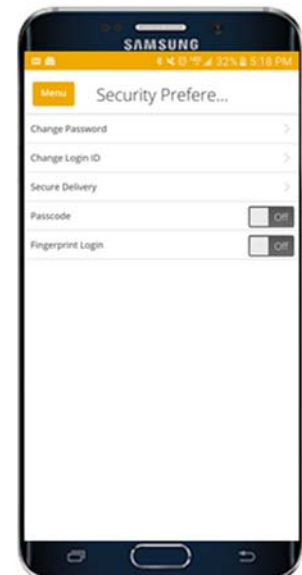 SAMSUNG
32% 5:18 PM
Menu
Security Prefere...
Change Password
Change Login ID
Secure Delivery
Passcode Off
Fingerprint Login Off